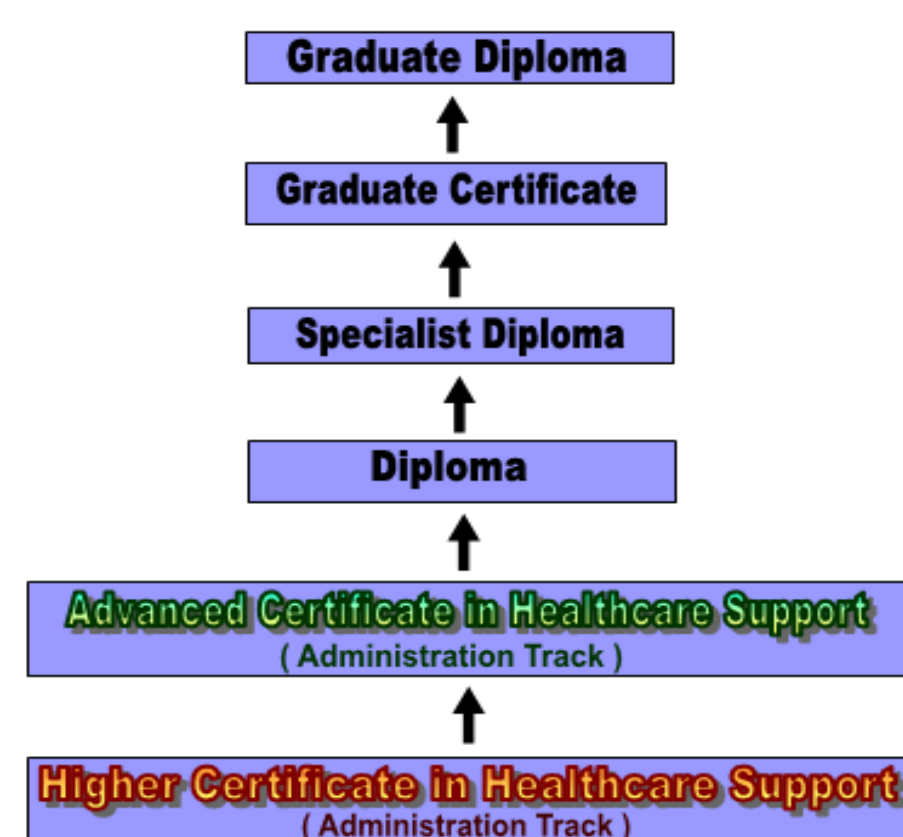 Graduate Diploma
Graduate Certificate
Specialist Diploma
Diploma
Advanced Certificate in Healthcare Support
( Administration Track )
Higher Certificate in Healthcare Support
( Administration Track )